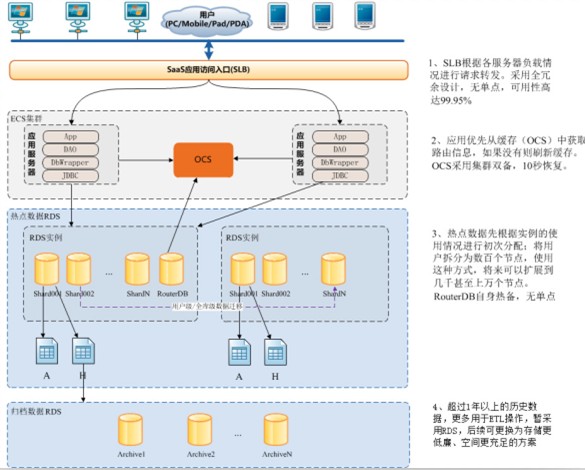 用户
(PC/Mobile/Pad/PDA)
SaaS应用访问入口(SLB)
1、SLB根据各服务器负载情
况进行请求转发、采用全冗
余设计，无单点，可用性高
达99.95%
ECS集群
应用服务器
App
DAO
DbWrapper
JDBC
OCS
应用服务器
App
DAO
DbWrapper
JDBC
2、应用优先从缓存（OCS）中获取
路由信息，如果没有则刷新缓存。
OCS采用集群双备，10秒恢复。
热点数据RDS
RDS实例
Shard001
Shard002
...
ShardN
RouterDB
RDS实例
Shard001
Shard002
...
ShardN
用户级/全库级数据迁移
A
H
A
H
3、热点数据先根据实例的使
用情况进行初次分配；将用
户拆分为数百个节点，使用
这种方式，将来可以扩展到
几千甚至上万个节点。
RouterDB自身热备，无单点
归档数据RDS
Archive1
Archive2
...
ArchiveN
4、超过1年以上的历史数
据，更多用于ETL操作，暂采
用RDS，后续可更换为存储更
低廉、空间更充足的方案